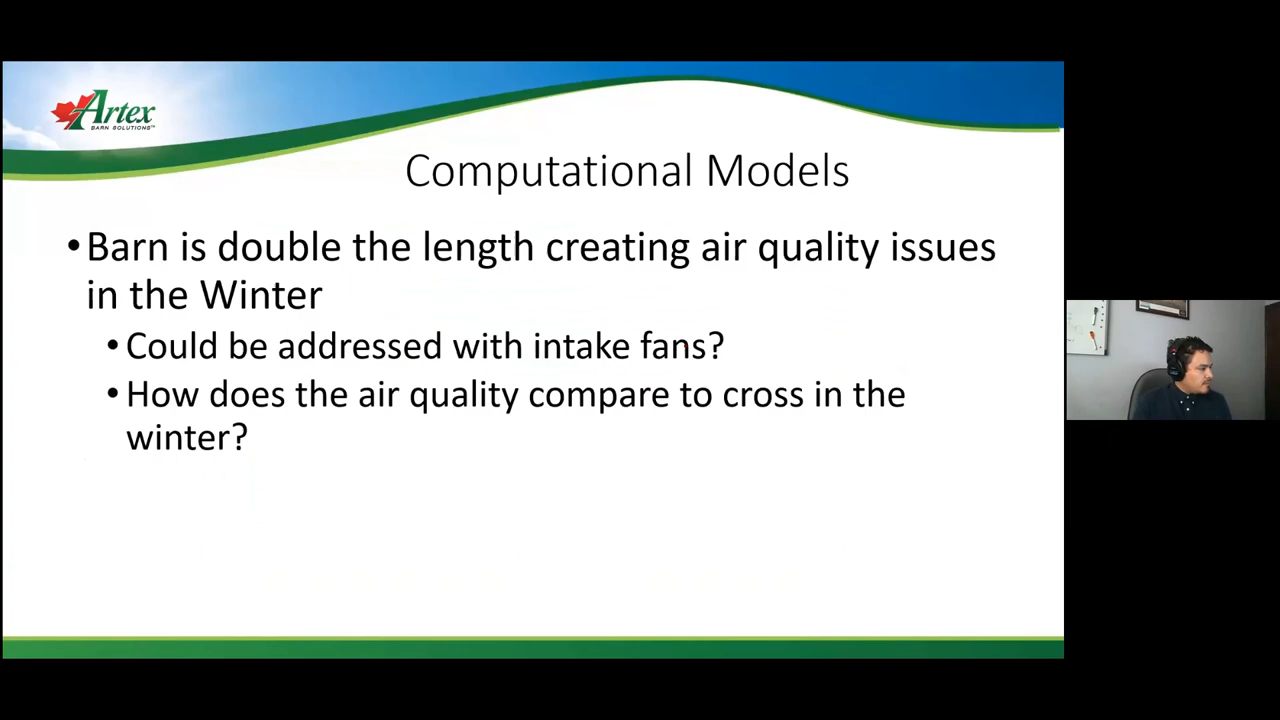 Artex
BARN SOLUTIONS™
Computational Models
•Barn is double the length creating air quality issues
in the Winter
•Could be addressed with intake fans?
•How does the air quality compare to cross in the
winter?